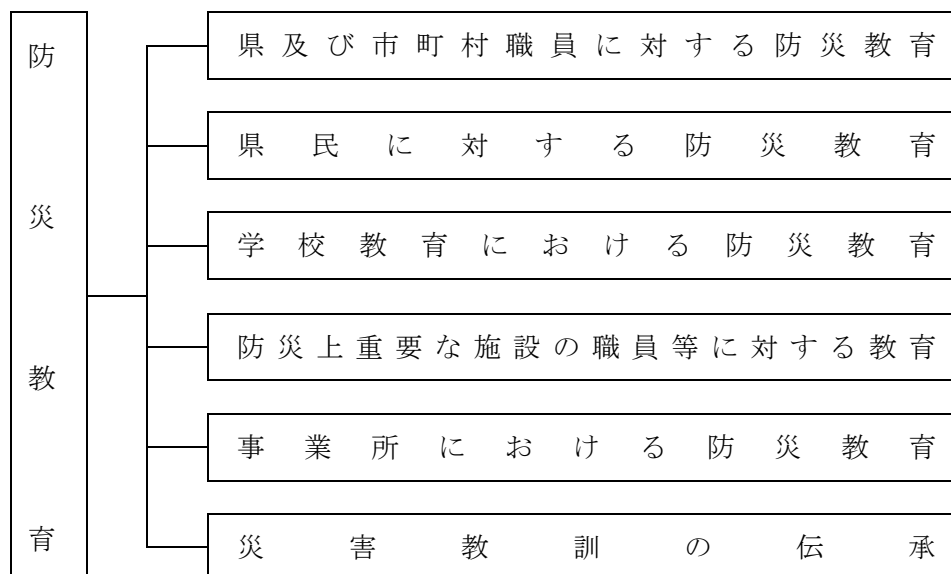 防災教育
県及び市町村職員に対する防災教育
県民に対する防災教育
学校教育における防災教育
防災上重要な施設の職員等に対する教育
事業所における防災教育
災害教訓の伝承